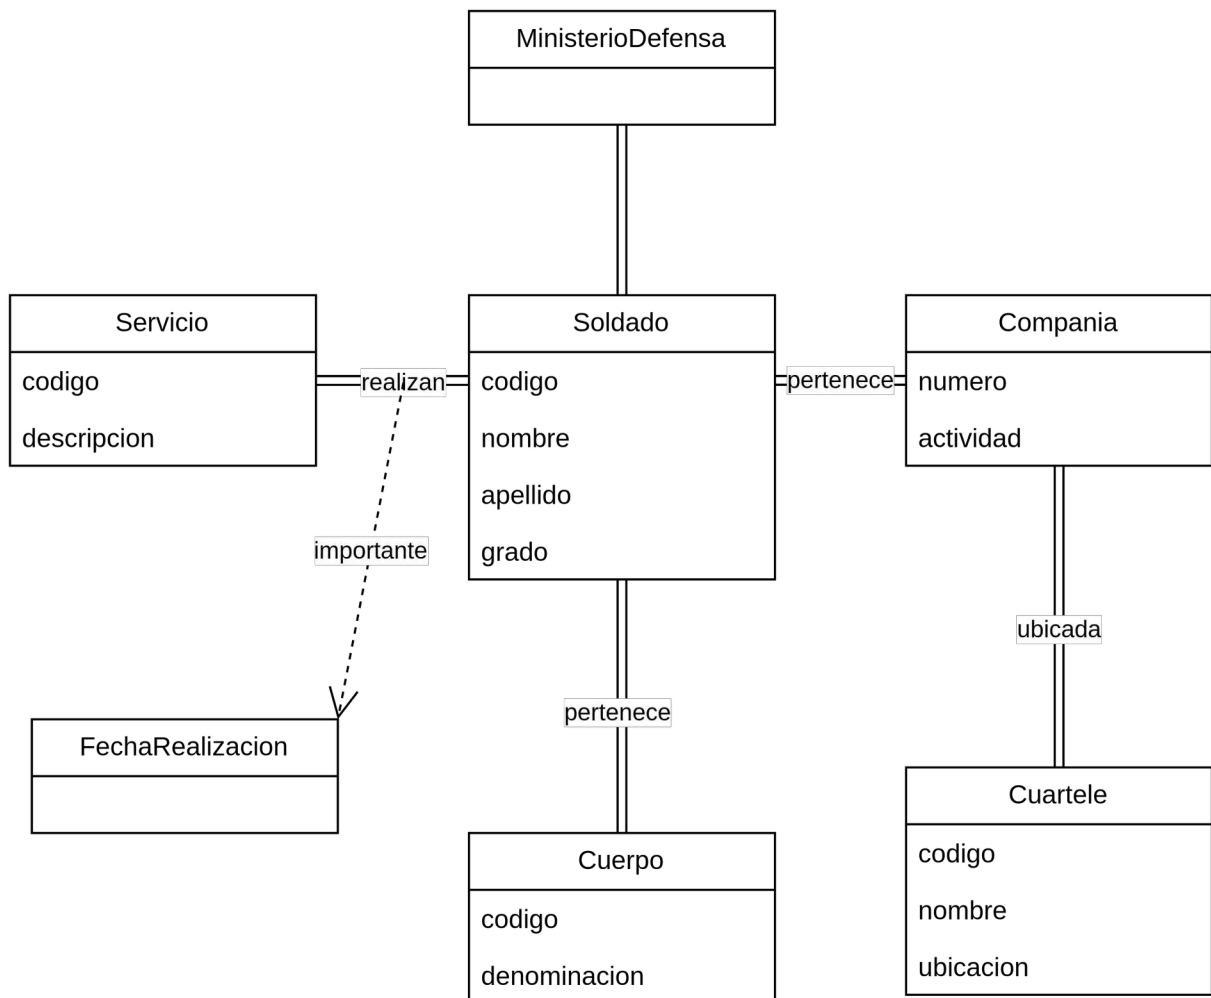 MinisterioDefensa
Servicio
codigo
descripcion
realizan
Soldado
codigo
nombre
apellido
grado
pertenece
Compania
numero
actividad
importante
ubicada
pertenece
FechaRealizacion
Cuerpo
codigo
denominacion
Cuartele
codigo
nombre
ubicacion